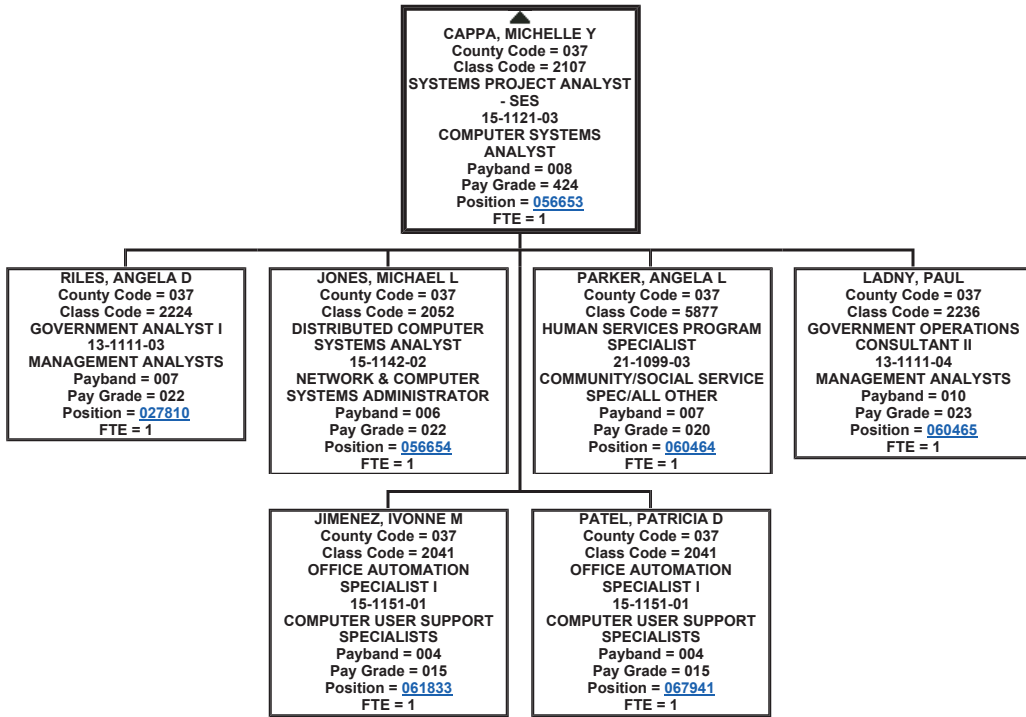 CAPPA, MICHELLE Y
County Code = 037
Class Code = 2107
SYSTEMS PROJECT ANALYST
- SES
15-1121-03
COMPUTER SYSTEMS
ANALYST
Payband = 008
Pay Grade = 424
Position = 056653
FTE = 1
RILES, ANGELA D
County Code = 037
Class Code = 2224
GOVERNMENT ANALYST I
13-1111-03
MANAGEMENT ANALYSTS
Payband = 007
Pay Grade = 022
Position = 027810
FTE = 1
JONES, MICHAEL L
County Code = 037
Class Code = 2052
DISTRIBUTED COMPUTER
SYSTEMS ANALYST
15-1142-02
NETWORK & COMPUTER
SYSTEMS ADMINISTRATOR
Payband = 006
Pay Grade = 022
Position = 056654
FTE = 1
PARKER, ANGELA L
County Code = 037
Class Code = 5877
HUMAN SERVICES PROGRAM
SPECIALIST
21-1099-03
COMMUNITY/SOCIAL SERVICE
SPEC/ALL OTHER
Payband = 007
Pay Grade = 020
Position = 060464
FTE = 1
LADNY, PAUL
County Code = 037
Class Code = 2236
GOVERNMENT OPERATIONS
CONSULTANT II
13-1111-04
MANAGEMENT ANALYSTS
Payband = 010
Pay Grade = 023
Position = 060465
FTE = 1
JIMENEZ, IVONNE M
County Code = 037
Class Code = 2041
OFFICE AUTOMATION
SPECIALIST I
15-1151-01
COMPUTER USER SUPPORT
SPECIALISTS
Payband = 004
Pay Grade = 015
Position = 061833
FTE = 1
PATEL, PATRICIA D
County Code = 037
Class Code = 2041
OFFICE AUTOMATION
SPECIALIST I
15-1151-01
COMPUTER USER SUPPORT
SPECIALISTS
Payband = 004
Pay Grade = 015
Position = 067941
FTE = 1